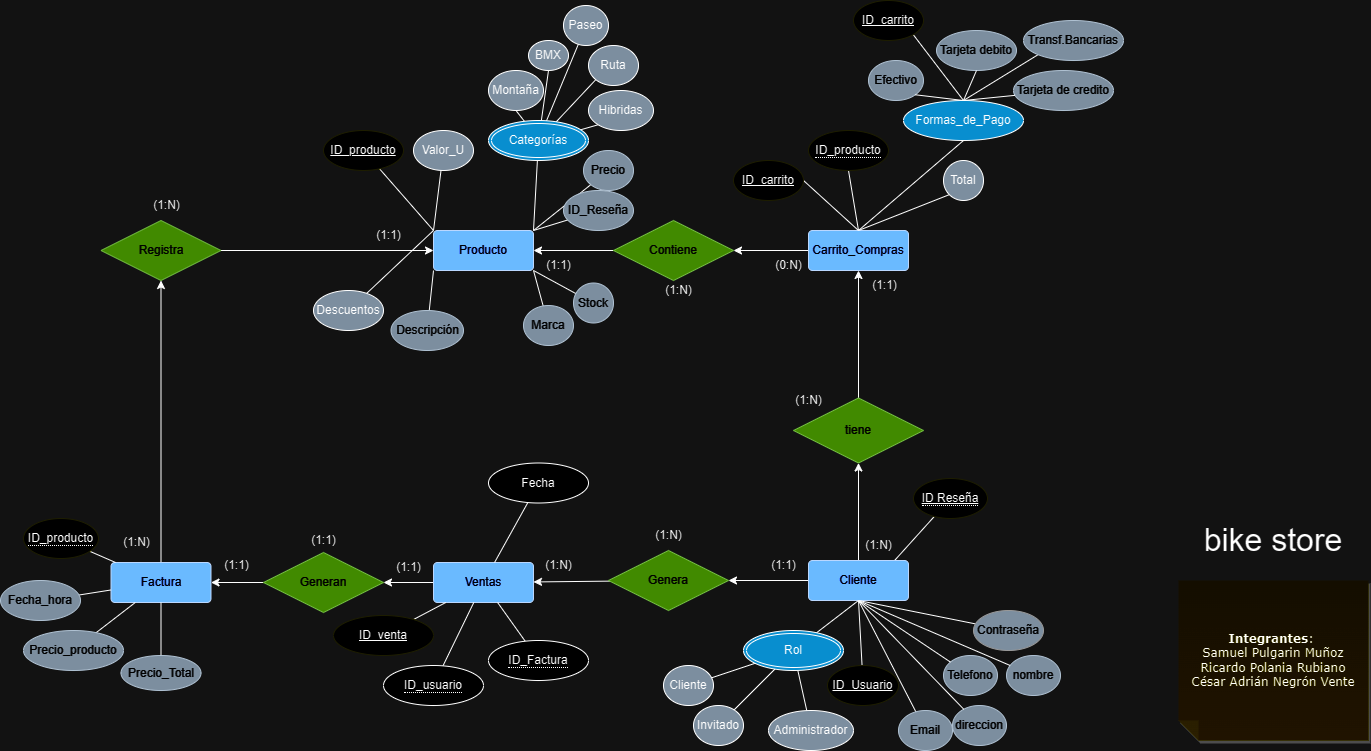 ID_carrito
Tarjeta debito
Transf.Bancarias
Efectivo
Tarjeta de credito
Formas_de_Pago
Paseo
BMX
Ruta
Montaña
Hibridas
Categorías
ID_producto
Valor_U
Precio
ID_Reseña
ID_producto
ID_carrito
Total
(1:N)
Registra
(1:1)
Producto
(1:1)
Contiene
(1:N)
(0:N)
Carrito_Compras
(1:1)
Descuentos
Descripción
Marca
Stock
(1:N)
tiene
(1:N)
ID Reseña
Fecha
ID_producto
(1:N)
Factura
(1:1)
(1:1)
Generan
(1:1)
Ventas
(1:N)
(1:N)
Genera
(1:1)
Cliente
Fecha_hora
Precio_producto
Precio_Total
ID_venta
ID_usuario
ID_Factura
Rol
Cliente
Invitado
Administrador
ID_Usuario
Email
direccion
Telefono
nombre
Contraseña
bike store
Integrantes:
Samuel Pulgarin Muñoz
Ricardo Polania Rubiano
César Adrián Negrón Vente